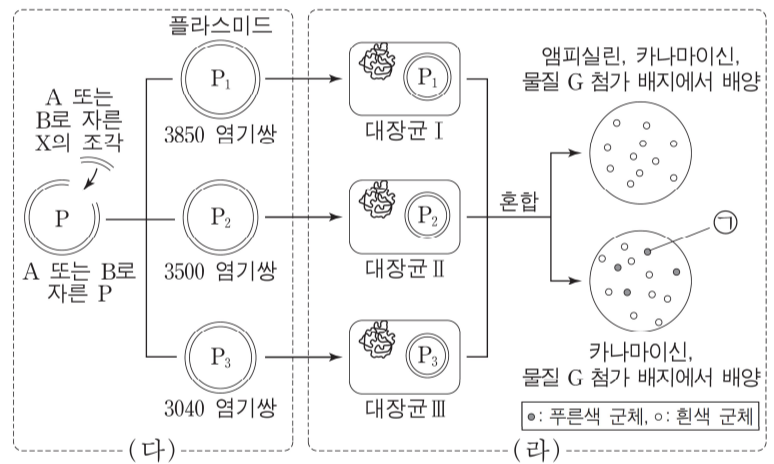 플라스미드
A 또는
B로 자른
X의 조각
P
A 또는 B로
자른 P
P₁
3850 염기쌍
P₂
3500 염기쌍
P₃
3040 염기쌍
(다)
P₁
대장균 Ⅰ
P₂
대장균 Ⅱ
P₃
대장균 Ⅲ
혼합
앰피실린, 카나마이신,
물질 G 첨가 배지에서 배양
㉠
카나마이신,
물질 G 첨가 배지에서 배양
●: 푸른색 군체, ○: 흰색 군체
(라)